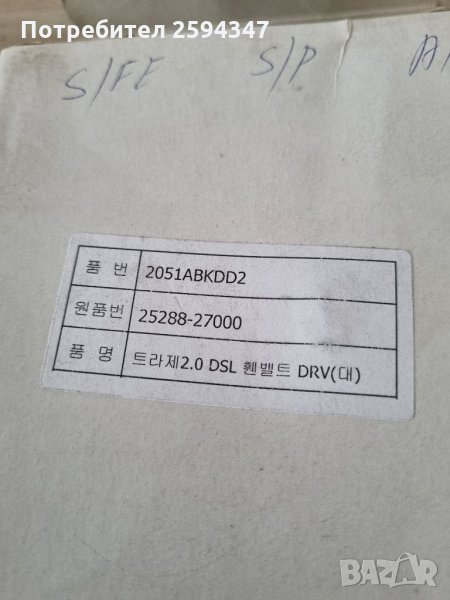 Потребител 2594347
S/FE S/P
품 번 2051ABKDD2
원품번 25288-27000
품 명 트라제2.0 DSL 휀벨트 DRV(대)
BAZAR